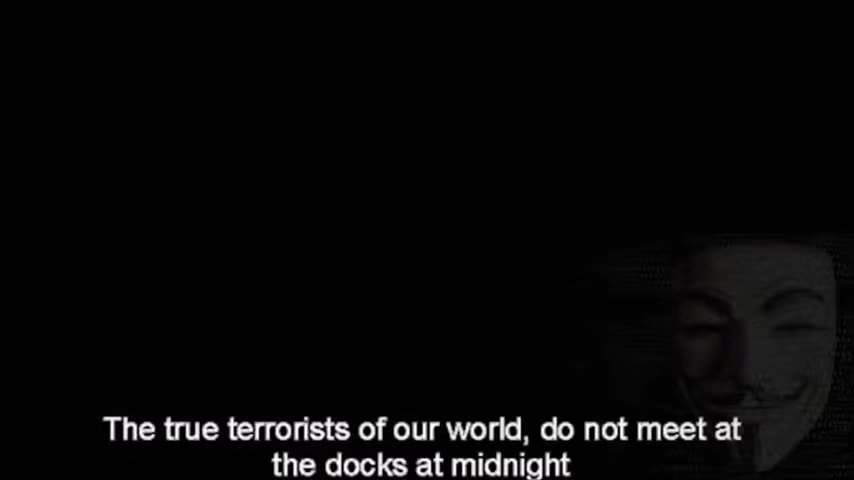 The true terrorists of our world, do not meet at
the docks at midnight